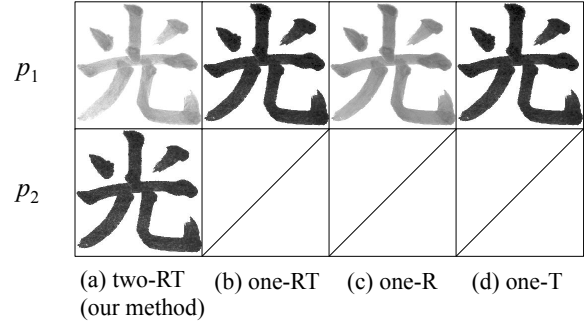 p1 光 光 光 光
p2 光
(a) two-RT (b) one-RT (c) one-R (d) one-T
(our method)